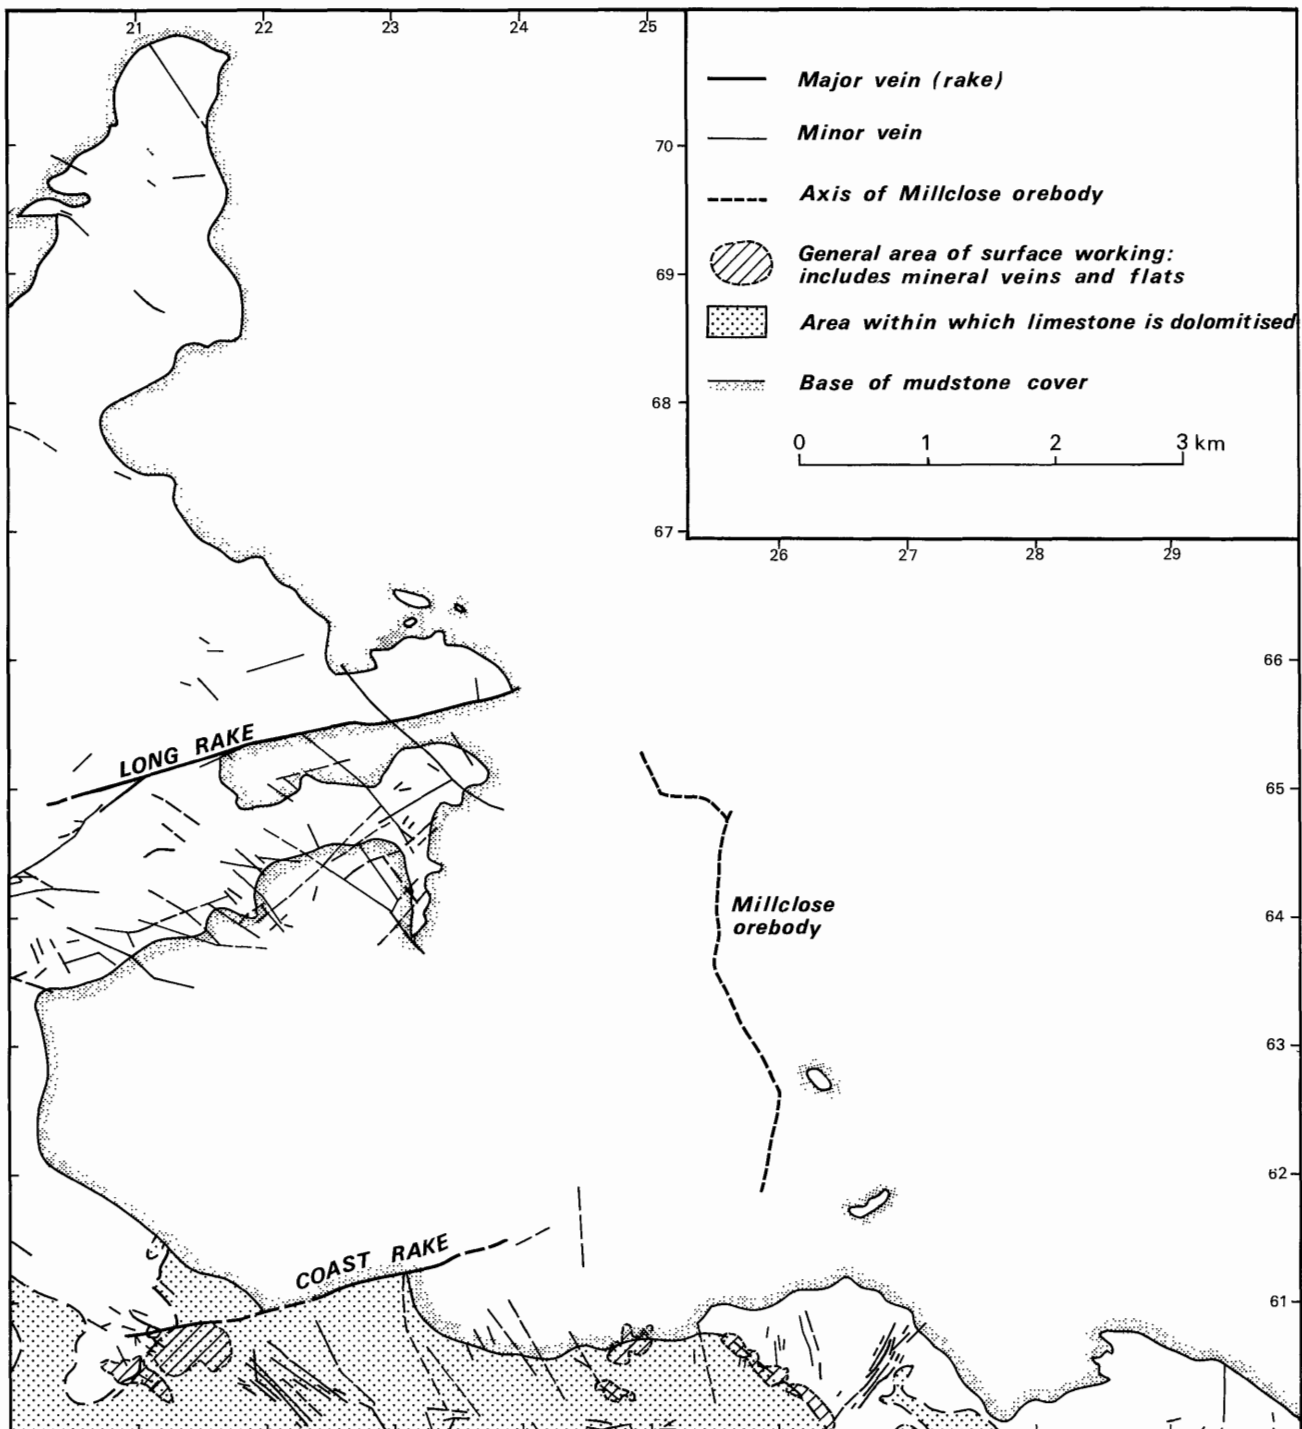 21 22 23 24 25
Major vein (rake)
Minor vein
70
Axis of Millclose orebody
General area of surface working:
includes mineral veins and flats
69
Area within which limestone is dolomitised
Base of mudstone cover
68
0 1 2 3 km
67
26 27 28 29
66
LONG RAKE
65
Millclose
orebody
64
63
62
COAST RAKE
61